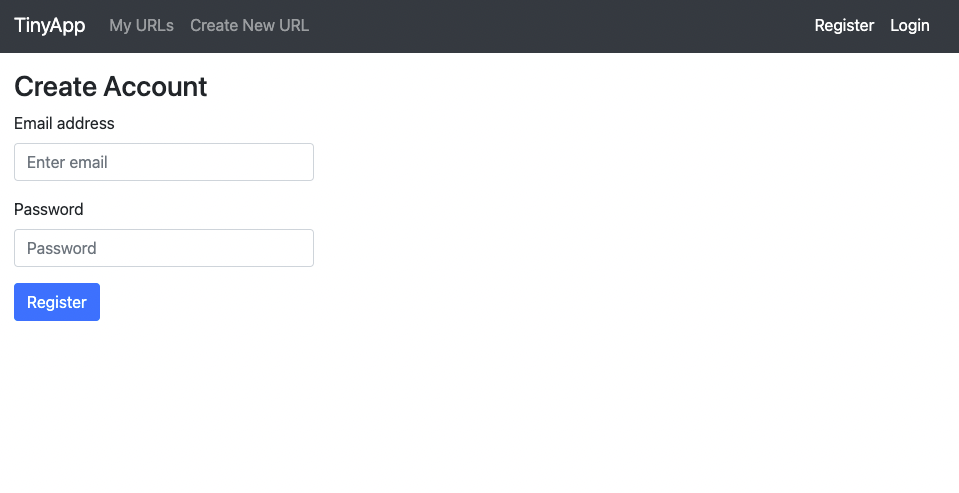 TinyApp My URLs Create New URL Register Login
Create Account
Email address
Enter email
Password
Password
Register